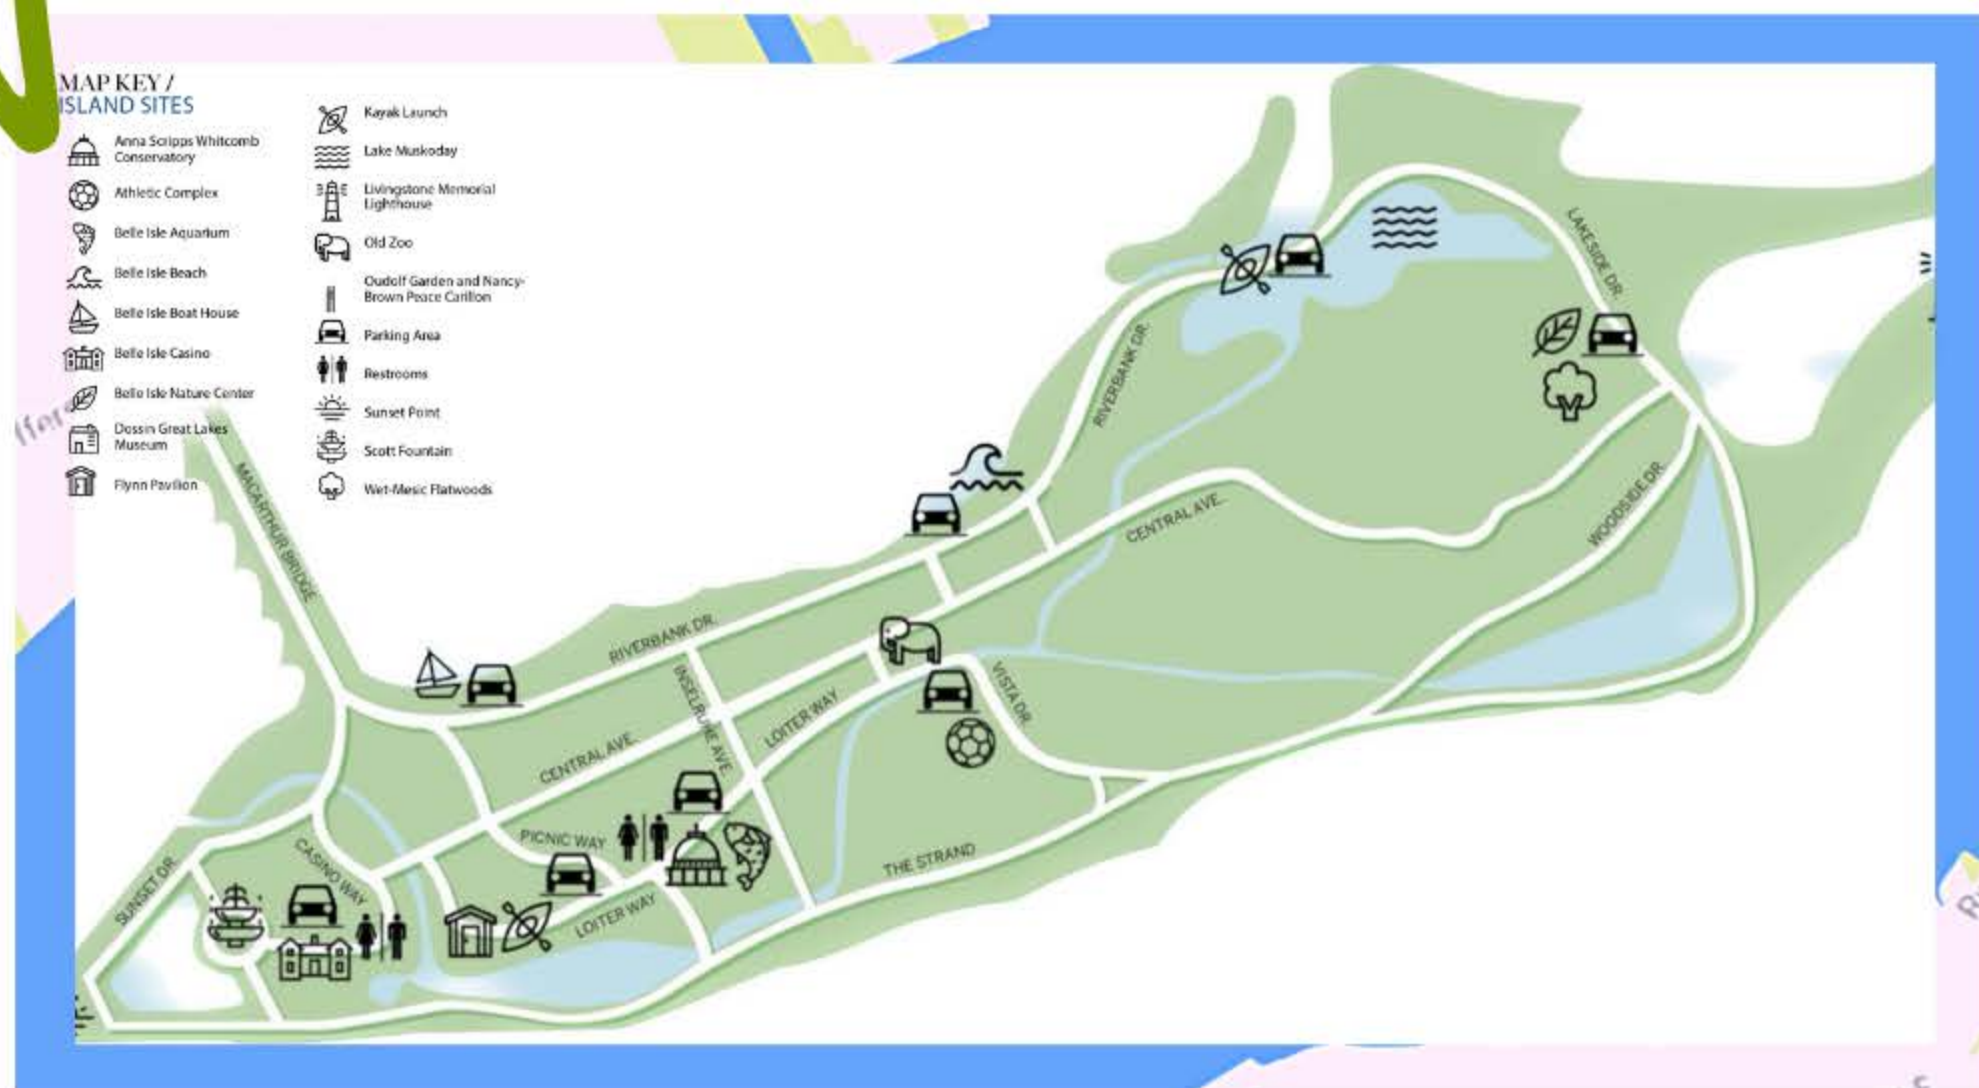 MAP KEY /
ISLAND SITES
Anna Scripps Whitcomb
Conservatory
Athletic Complex
Belle Isle Aquarium
Belle Isle Beach
Belle Isle Boat House
Belle Isle Casino
Belle Isle Nature Center
Dossin Great Lakes
Museum
Flynn Pavilion
Kayak Launch
Lake Muskoday
Livingstone Memorial
Lighthouse
Old Zoo
Oudolf Garden and Nancy-
Brown Peace Carillon
Parking Area
Restrooms
Sunset Point
Scott Fountain
Wet-Mesic Flatwoods
MACARTHUR BRIDGE
RIVERBANK DR.
RIVERBANK DR.
LAKESIDE DR.
CENTRAL AVE.
WOODSIDE DR.
INSELRUHE AVE.
LOITER WAY
VISTA DR.
CENTRAL AVE.
PICNIC WAY
THE STRAND
CASINO WAY
SUNSET DR.
LOITER WAY